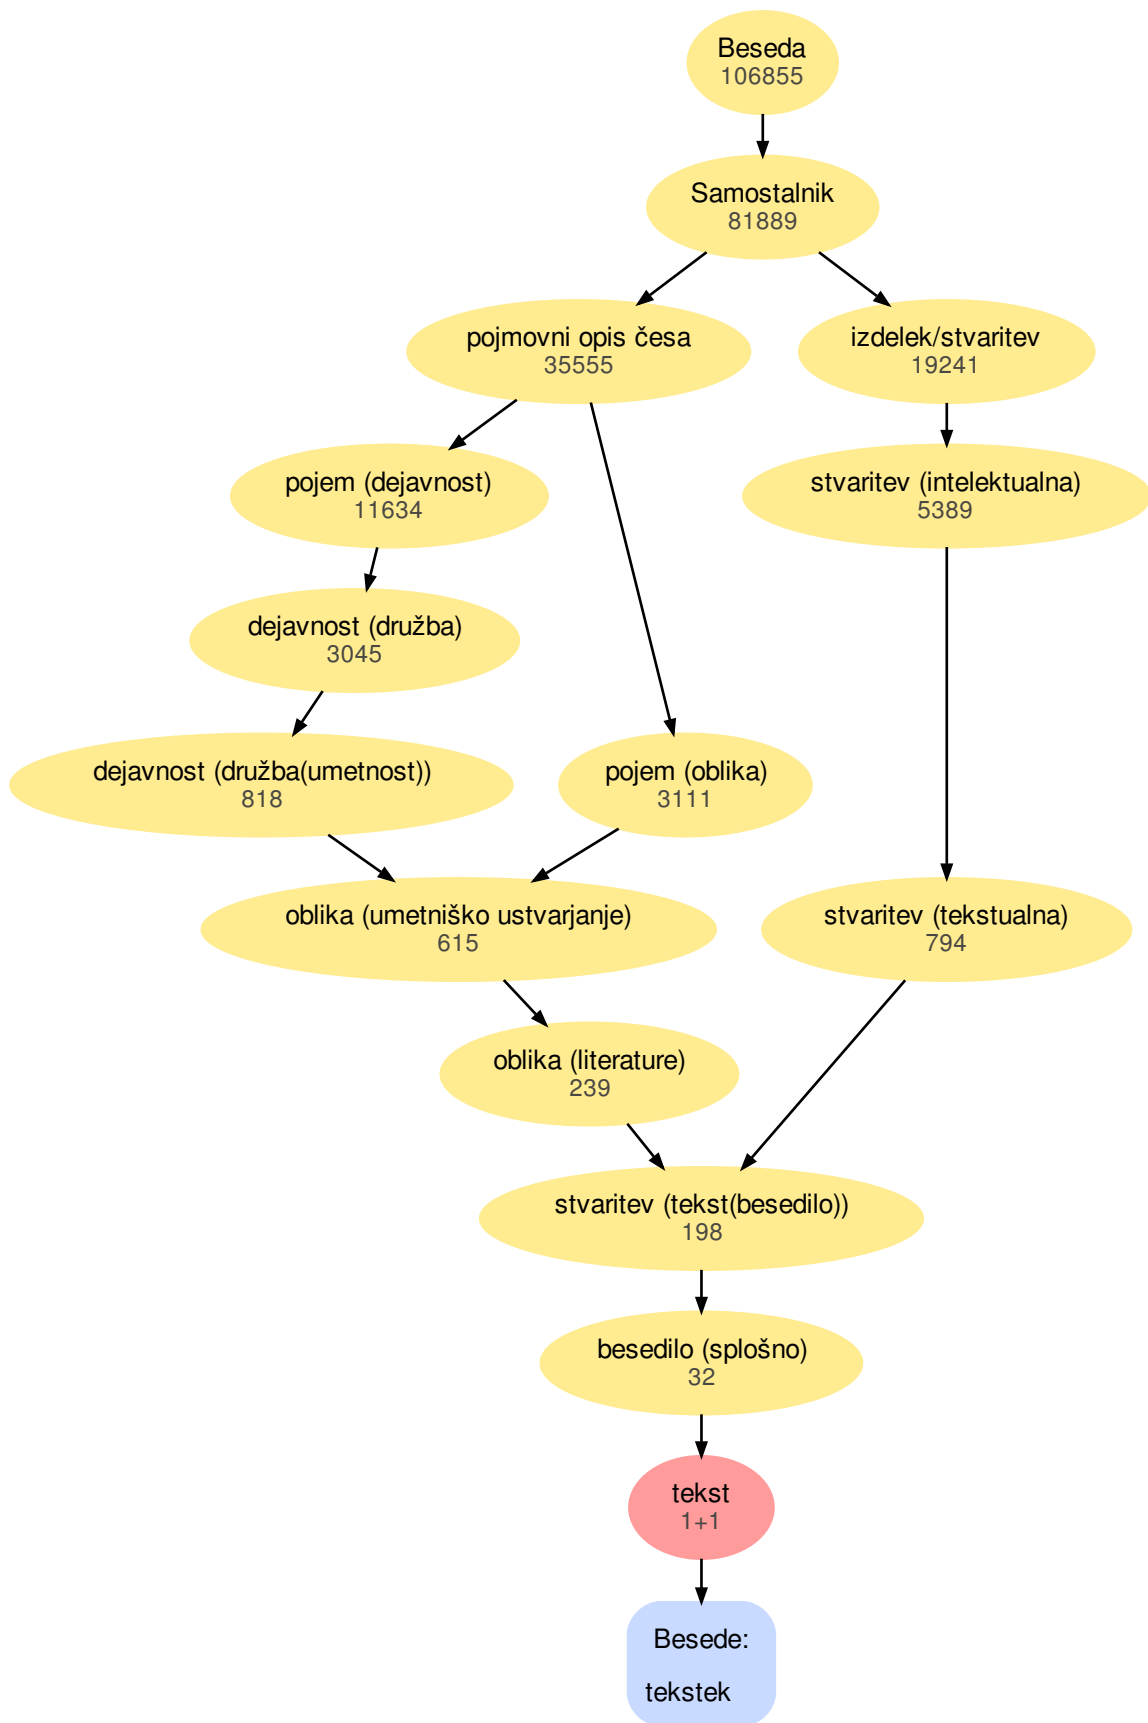 Beseda
106855
Samostalnik
81889
pojmovni opis česa
35555
izdelek/stvaritev
19241
pojem (dejavnost)
11634
stvaritev (intelektualna)
5389
dejavnost (družba)
3045
dejavnost (družba(umetnost))
818
pojem (oblika)
3111
oblika (umetniško ustvarjanje)
615
stvaritev (tekstualna)
794
oblika (literature)
239
stvaritev (tekst(besedilo))
198
besedilo (splošno)
32
tekst
1+1
Besede:
tekstek